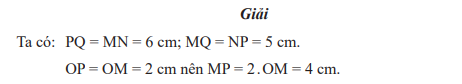 Giải
Ta có: PQ = MN = 6 cm; MQ = NP = 5 cm.
OP = OM = 2 cm nên MP = 2.OM = 4 cm.